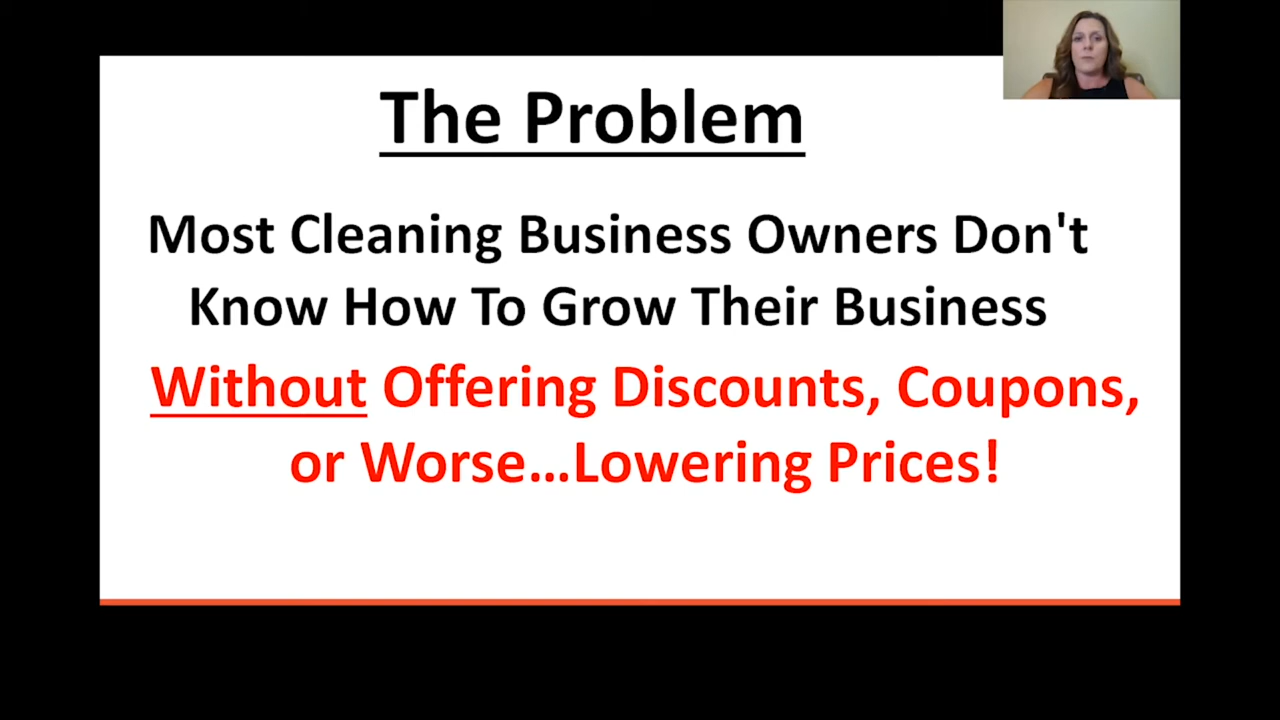 The Problem
Most Cleaning Business Owners Don't
Know How To Grow Their Business
Without Offering Discounts, Coupons,
or Worse...Lowering Prices!